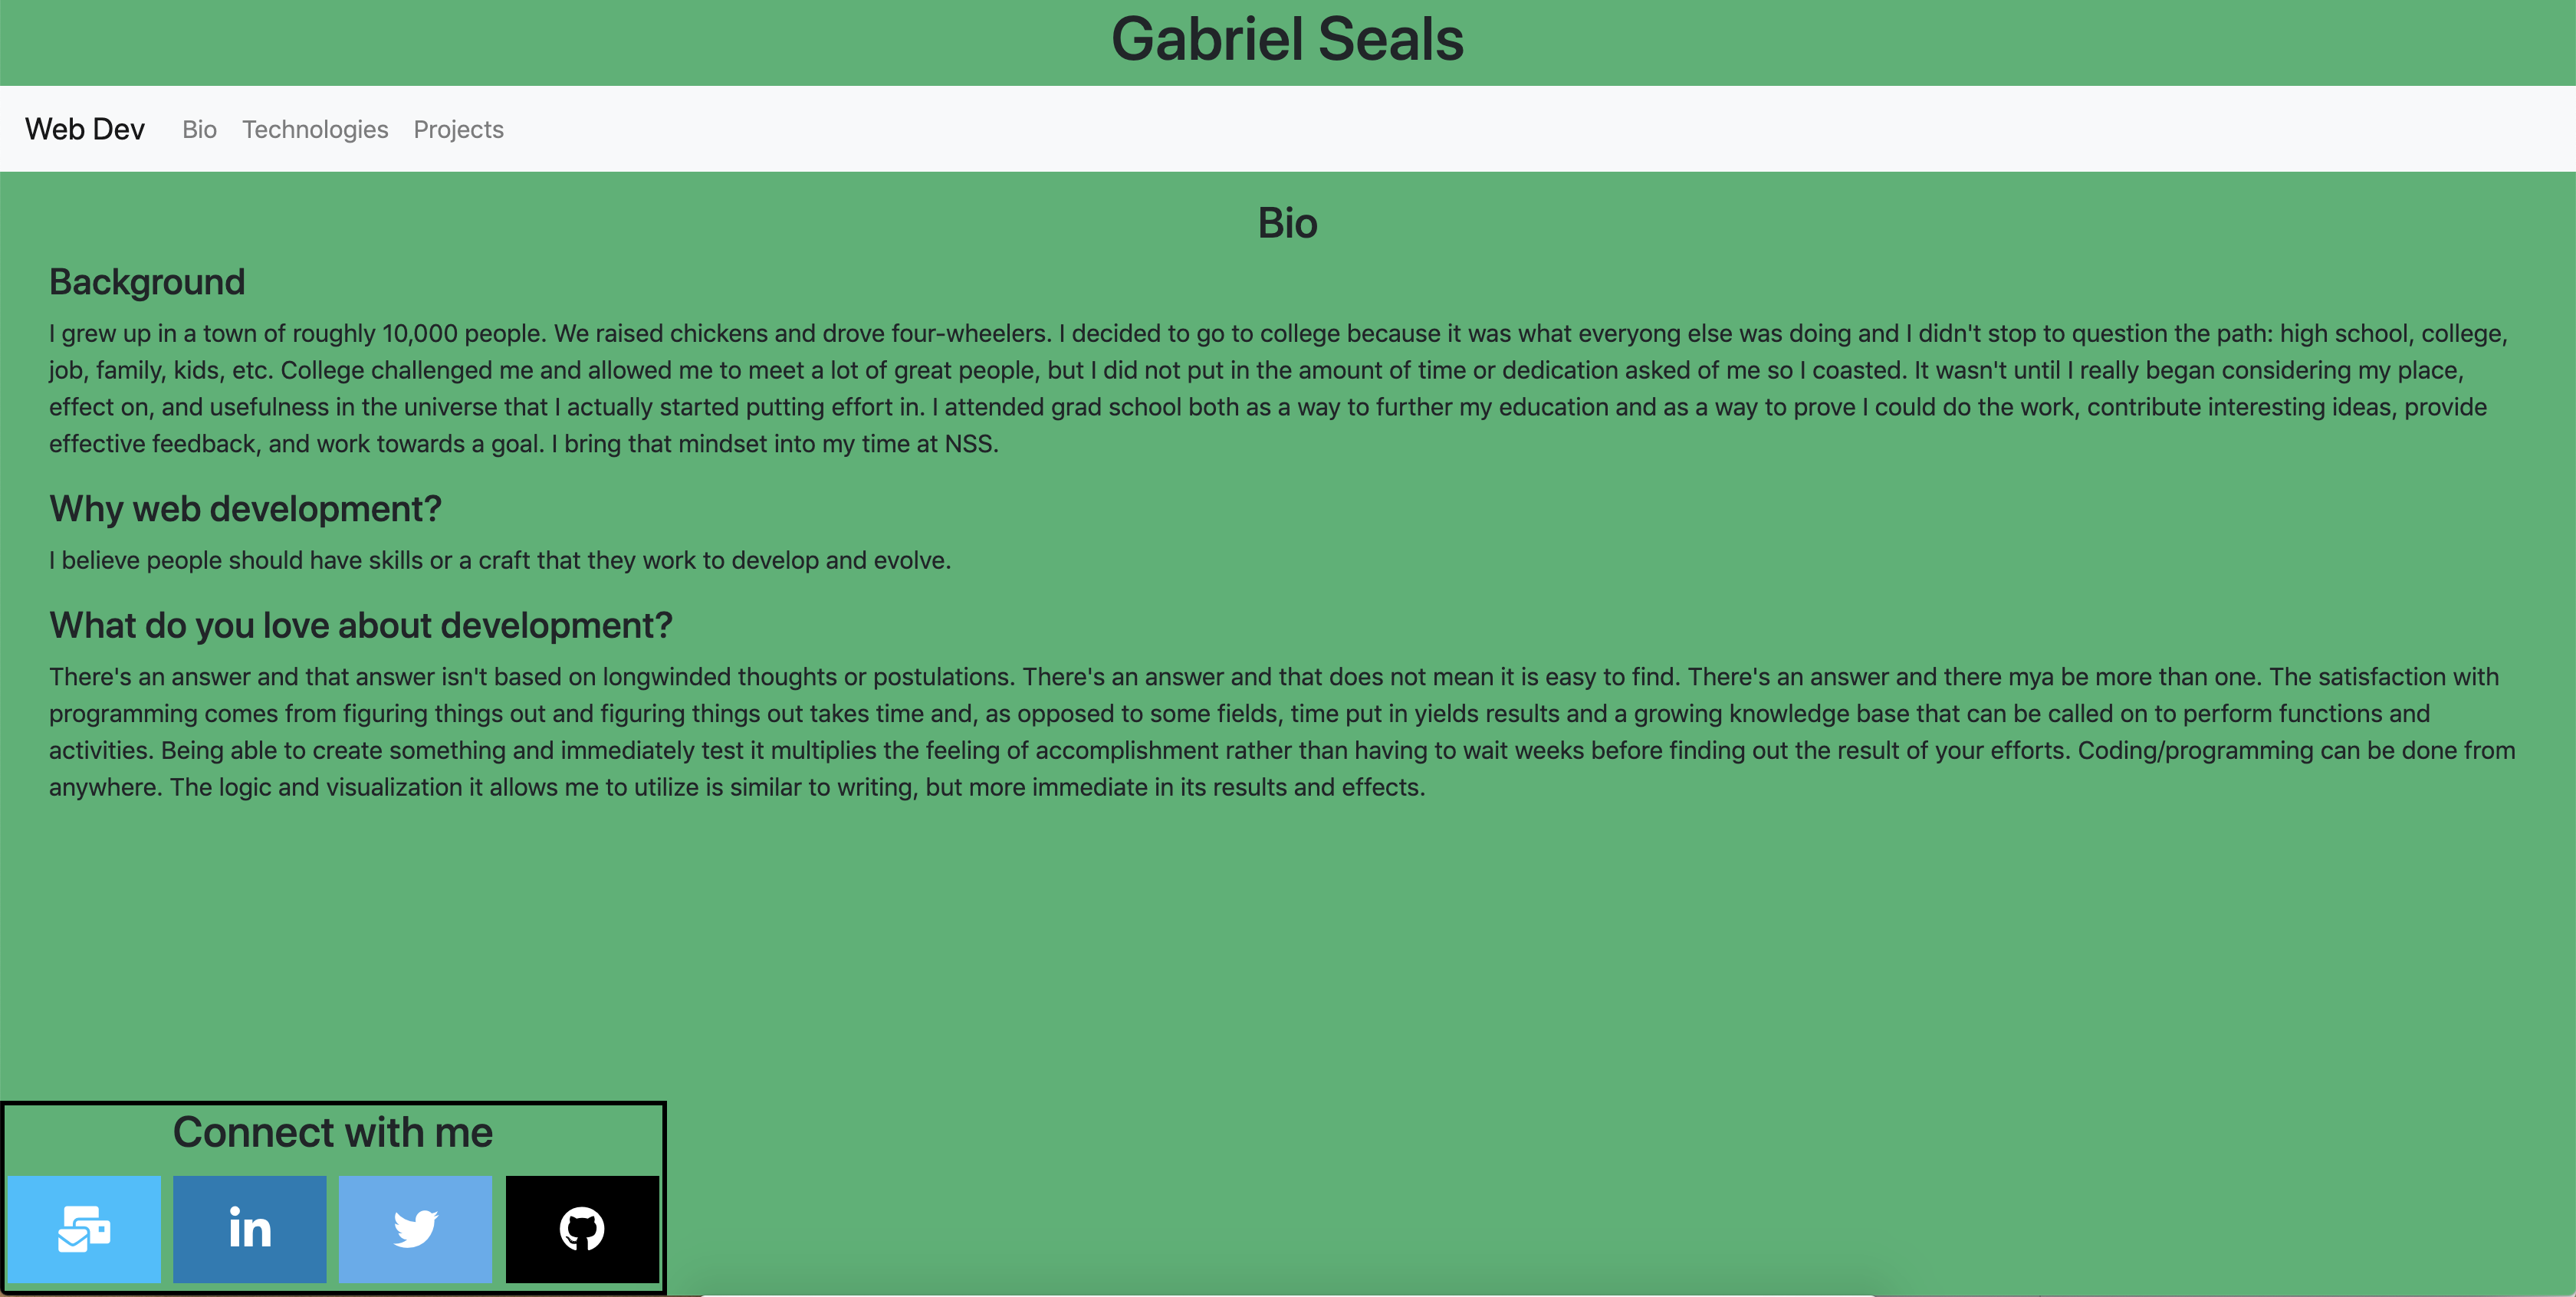 Gabriel Seals
Web Dev Bio Technologies Projects
Bio
Background
I grew up in a town of roughly 10,000 people. We raised chickens and drove four-wheelers. I decided to go to college because it was what everyong else was doing and I didn't stop to question the path: high school, college,
job, family, kids, etc. College challenged me and allowed me to meet a lot of great people, but I did not put in the amount of time or dedication asked of me so I coasted. It wasn't until I really began considering my place,
effect on, and usefulness in the universe that I actually started putting effort in. I attended grad school both as a way to further my education and as a way to prove I could do the work, contribute interesting ideas, provide
effective feedback, and work towards a goal. I bring that mindset into my time at NSS.
Why web development?
I believe people should have skills or a craft that they work to develop and evolve.
What do you love about development?
There's an answer and that answer isn't based on longwinded thoughts or postulations. There's an answer and that does not mean it is easy to find. There's an answer and there mya be more than one. The satisfaction with
programming comes from figuring things out and figuring things out takes time and, as opposed to some fields, time put in yields results and a growing knowledge base that can be called on to perform functions and
activities. Being able to create something and immediately test it multiplies the feeling of accomplishment rather than having to wait weeks before finding out the result of your efforts. Coding/programming can be done from
anywhere. The logic and visualization it allows me to utilize is similar to writing, but more immediate in its results and effects.
Connect with me
in